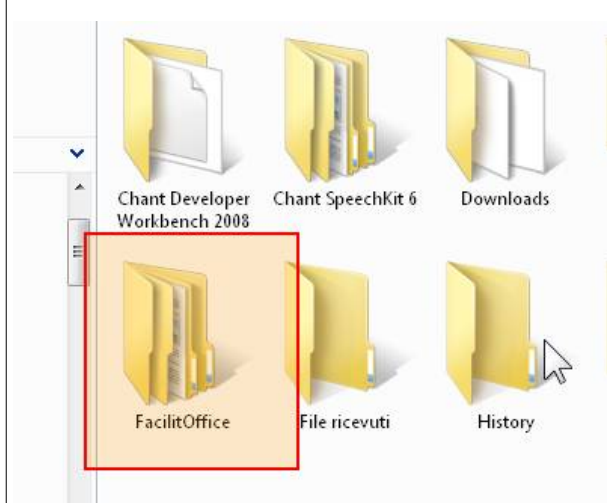 Chant Developer Workbench 2008
Chant SpeechKit 6
Downloads
FacilitOffice
File ricevuti
History